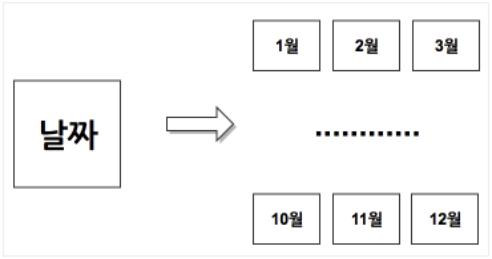 1월 2월 3월
날짜
............
10월 11월 12월